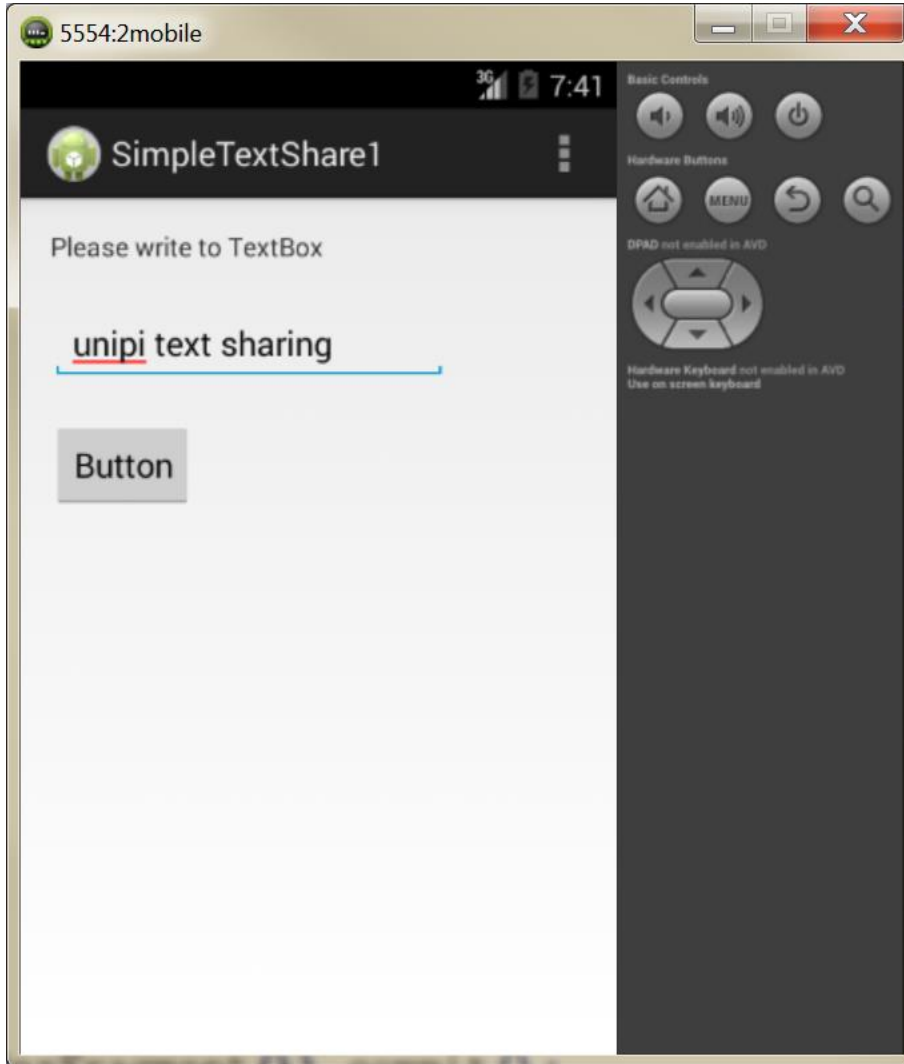 5554:2mobile
3G 7:41
SimpleTextShare1
Please write to TextBox
unipi text sharing
Button
Basic Controls
Hardware Buttons
MENU
DPAD not enabled in AVD
Hardware Keyboard not enabled in AVD
Use on screen keyboard